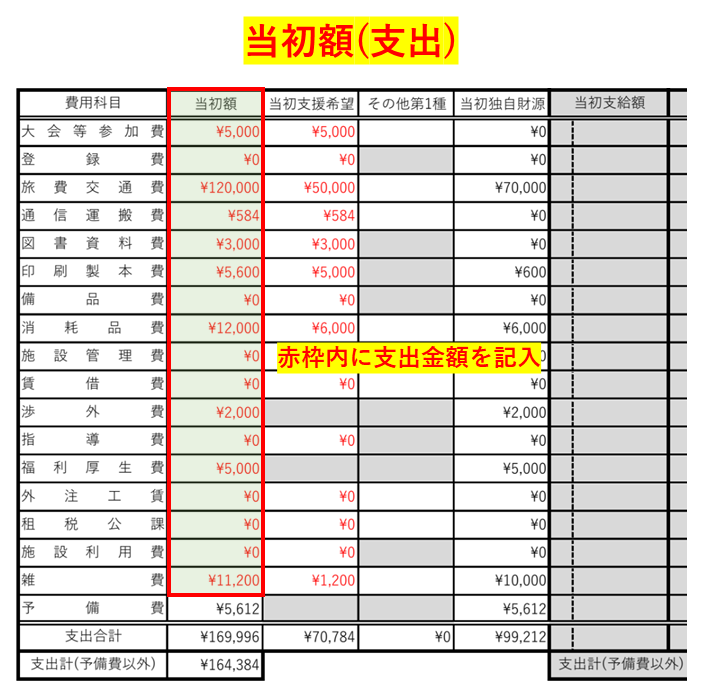 当初額(支出)
費用科目 当初額 当初支援希望 その他第1種 当初独自財源 当初支給額
大会等参加費 ¥5,000 ¥5,000 ¥0
登録費 ¥0 ¥0 ¥0
旅費交通費 ¥120,000 ¥50,000 ¥70,000
通信運搬費 ¥584 ¥584 ¥0
図書資料費 ¥3,000 ¥3,000 ¥0
印刷製本費 ¥5,600 ¥5,000 ¥600
備品費 ¥0 ¥0 ¥0
消耗品費 ¥12,000 ¥6,000 ¥6,000
施設管理費 ¥0 赤枠内に支出金額を記入 0
賃借費 ¥0 ¥0 ¥0
渉外費 ¥2,000 ¥2,000
指導費 ¥0 ¥0 ¥0
福利厚生費 ¥5,000 ¥5,000
外注工賃 ¥0 ¥0 ¥0
租税公課 ¥0 ¥0 ¥0
施設利用費 ¥0 ¥0 ¥0
雑費 ¥11,200 ¥1,200 ¥10,000
予備費 ¥5,612 ¥5,612
支出合計 ¥169,996 ¥70,784 ¥0 ¥99,212
支出計(予備費以外) ¥164,384 支出計(予備費以外)